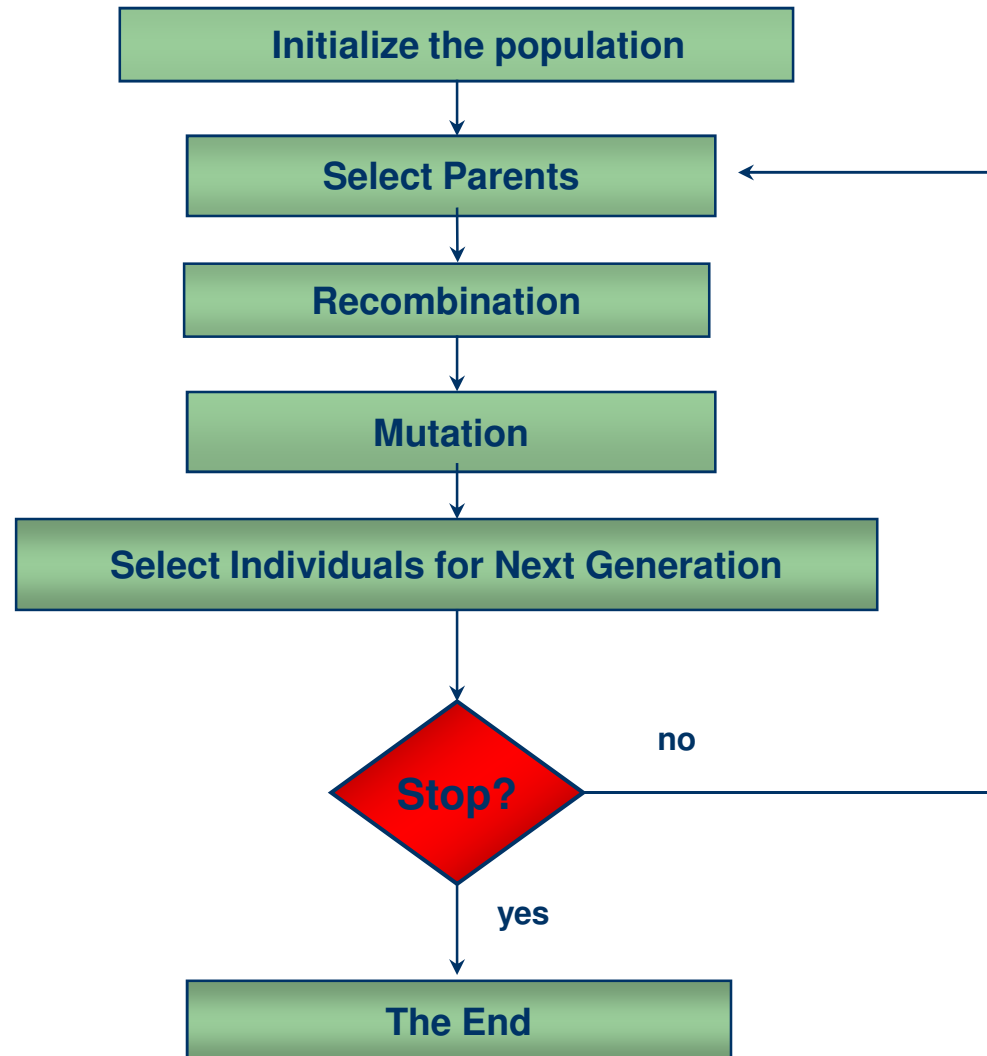 Initialize the population
Select Parents
Recombination
Mutation
Select Individuals for Next Generation
no
Stop?
yes
The End